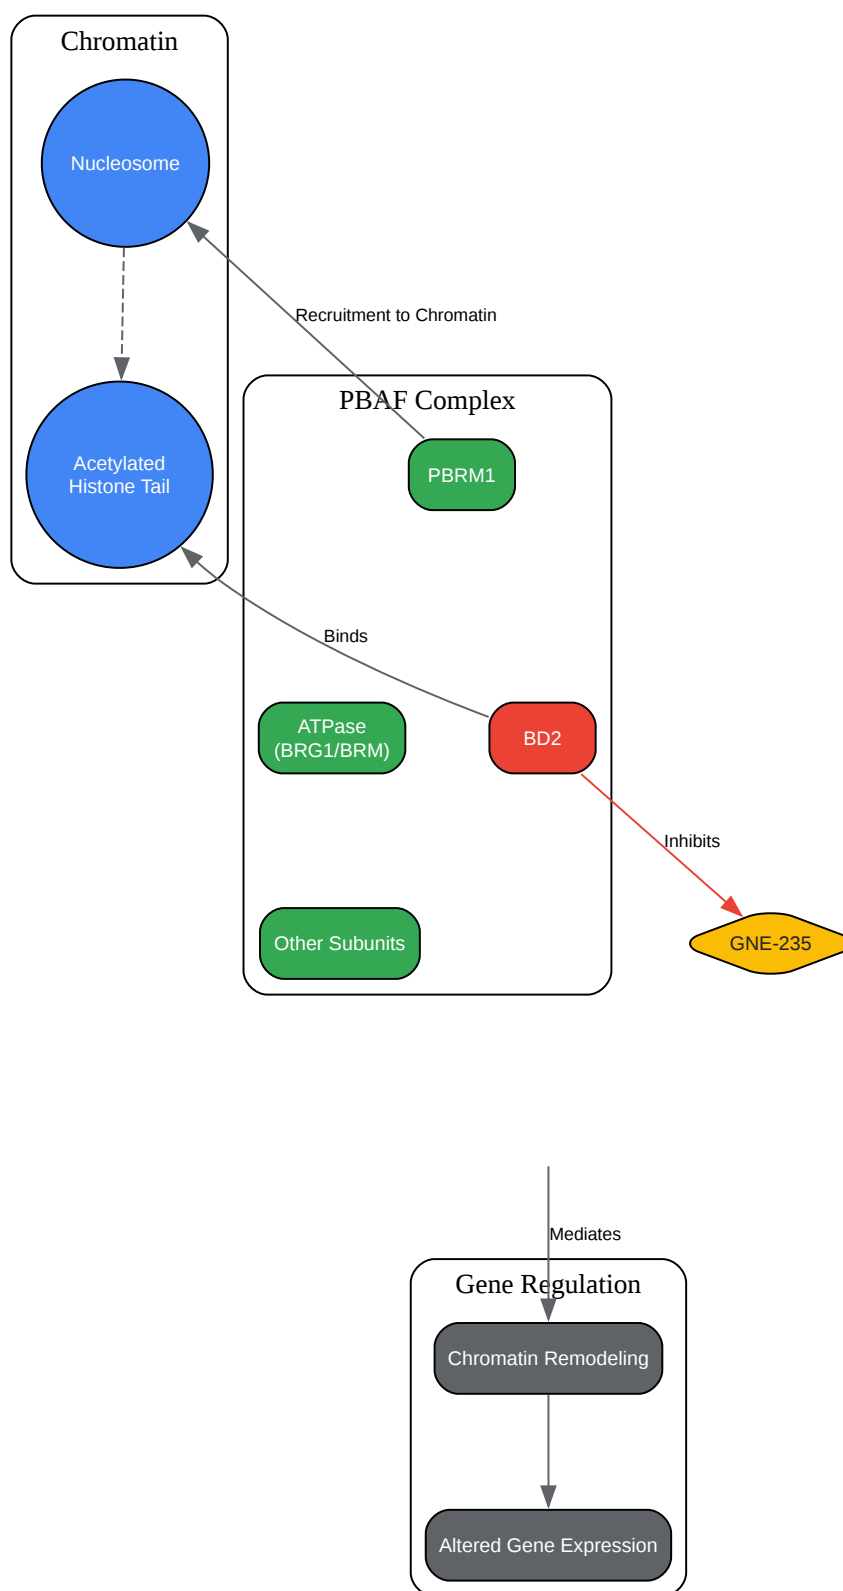 Chromatin
Nucleosome
Recruitment to Chromatin
PBAF Complex
Acetylated
Histone Tail
PBRM1
Binds
ATPase
(BRG1/BRM)
BD2
Inhibits
Other Subunits
GNE-235
Mediates
Gene Regulation
Chromatin Remodeling
Altered Gene Expression